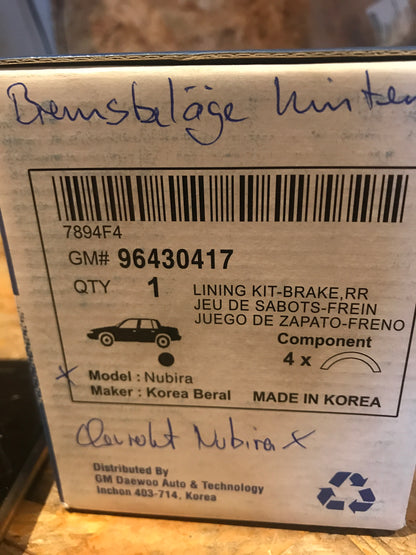 Bremsbeläge hinten
7894F4
GM# 96430417
QTY 1 LINING KIT-BRAKE,RR
JEU DE SABOTS-FREIN
JUEGO DE ZAPATO-FRENO
Component
4 x
x Model : Nubira
Maker : Korea Beral MADE IN KOREA
Chevrolet Nubira x
Distributed By
GM Daewoo Auto & Technology
Inchon 403-714. Korea